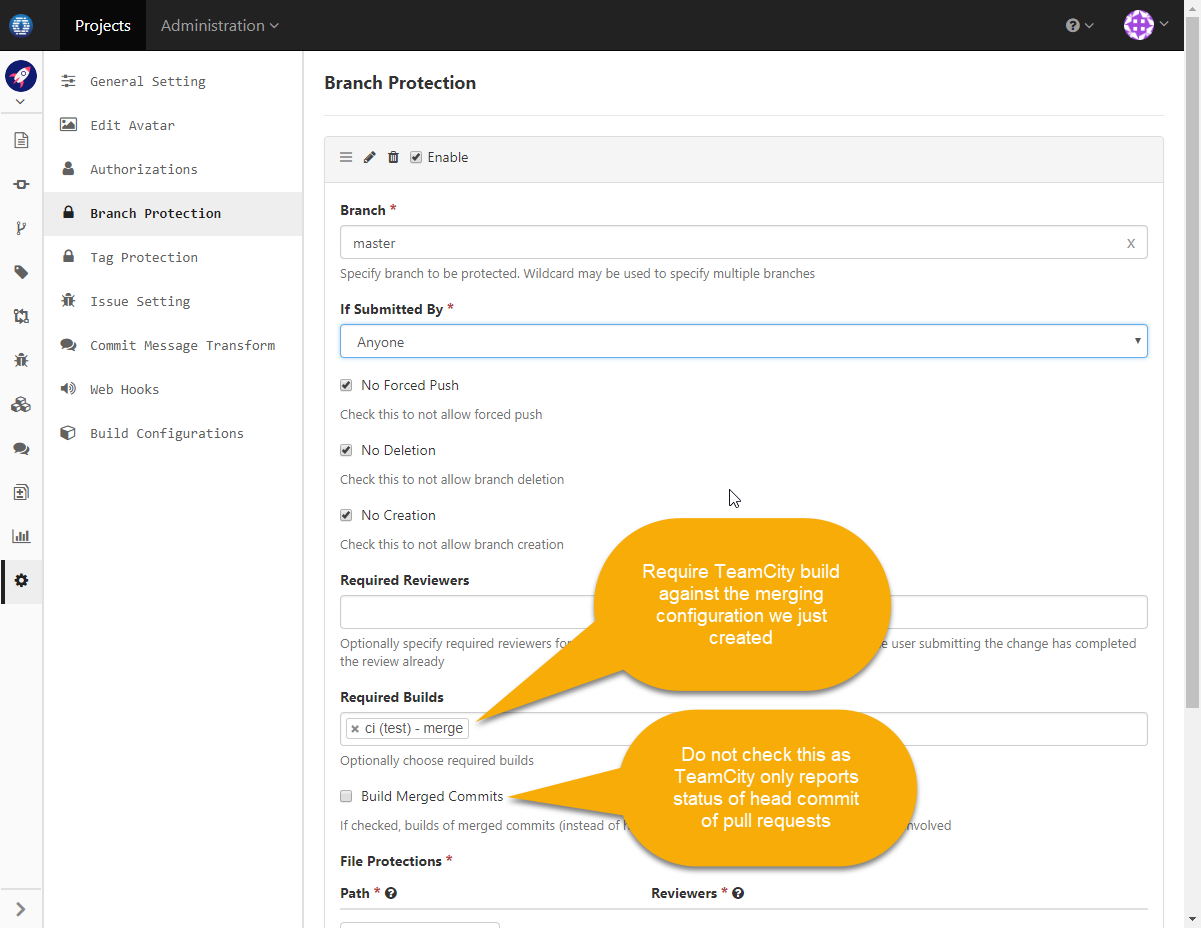 Projects
Administration
General Setting
Edit Avatar
Authorizations
Branch Protection
Tag Protection
Issue Setting
Commit Message Transform
Web Hooks
Build Configurations
Branch Protection
Enable
Branch *
master
x
Specify branch to be protected. Wildcard may be used to specify multiple branches
If Submitted By *
Anyone
No Forced Push
Check this to not allow forced push
No Deletion
Check this to not allow branch deletion
No Creation
Check this to not allow branch creation
Required Reviewers
Optionally specify required reviewers
user submitting the change has completed
the review already
Require TeamCity build
against the merging
configuration we just
created
Required Builds
ci (test) - merge
Optionally choose required builds
Build Merged Commits
If checked, builds of merged commits (instead of
Do not check this as
TeamCity only reports
status of head commit
of pull requests
File Protections *
Path *
Reviewers *